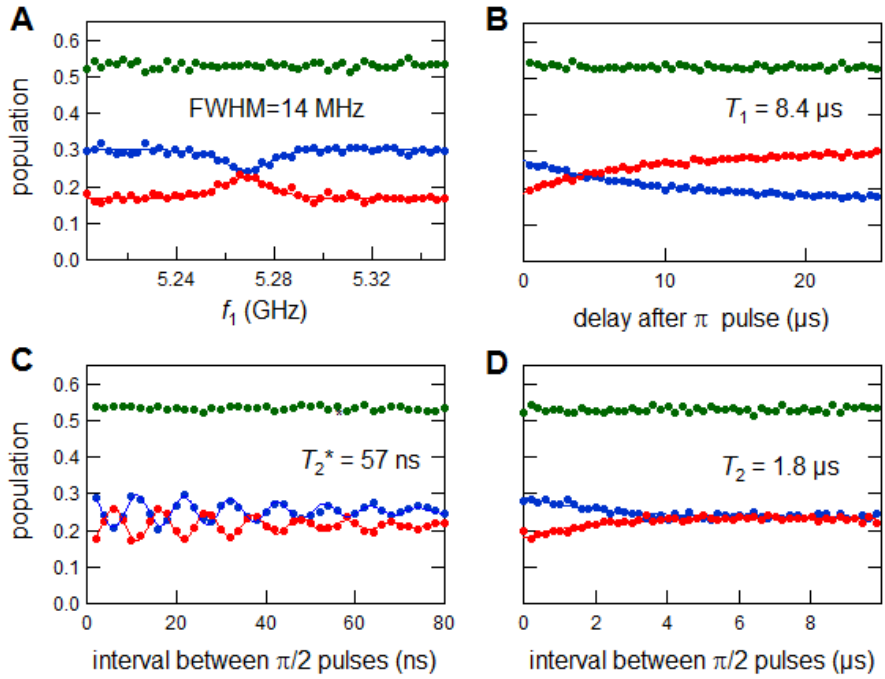 A
0.6
0.5
0.4
0.3
0.2
0.1
0.0
population
FWHM=14 MHz
5.24
5.28
5.32
f1 (GHz)
B
T1 = 8.4 µs
0
10
20
delay after π pulse (µs)
C
0.6
0.5
0.4
0.3
0.2
0.1
0.0
population
T2* = 57 ns
0
20
40
60
80
interval between π/2 pulses (ns)
D
T2 = 1.8 µs
0
2
4
6
8
interval between π/2 pulses (µs)